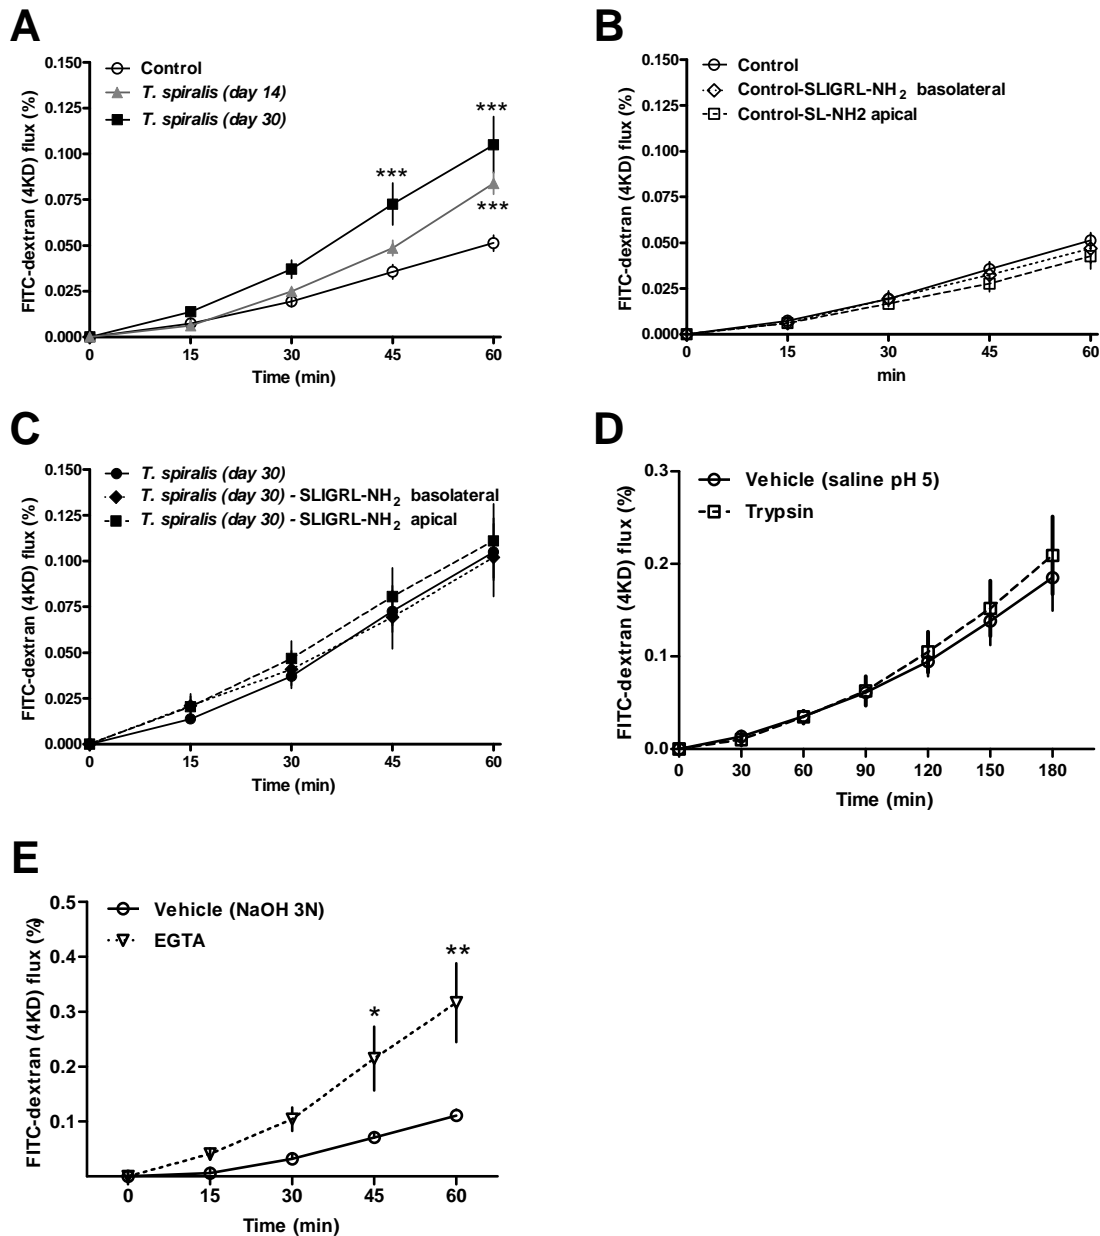 A
FITC-dextran (4KD) flux (%)
0.150
0.125
0.100
0.075
0.050
0.025
0.000
Control
T. spiralis (day 14)
T. spiralis (day 30)
***
***
***
0 15 30 45 60
Time (min)
B
FITC-dextran (4KD) flux (%)
0.150
0.125
0.100
0.075
0.050
0.025
0.000
Control
Control-SLIGRL-NH2 basolateral
Control-SL-NH2 apical
0 15 30 45 60
min
C
FITC-dextran (4KD) flux (%)
0.150
0.125
0.100
0.075
0.050
0.025
0.000
T. spiralis (day 30)
T. spiralis (day 30) - SLIGRL-NH2 basolateral
T. spiralis (day 30) - SLIGRL-NH2 apical
0 15 30 45 60
Time (min)
D
FITC-dextran (4KD) flux (%)
0.3
0.2
0.1
0.0
Vehicle (saline pH 5)
Trypsin
0 30 60 90 120 150 180
Time (min)
E
FITC-dextran (4KD) flux (%)
0.5
0.4
0.3
0.2
0.1
Vehicle (NaOH 3N)
EGTA
*
**
0 15 30 45 60
Time (min)